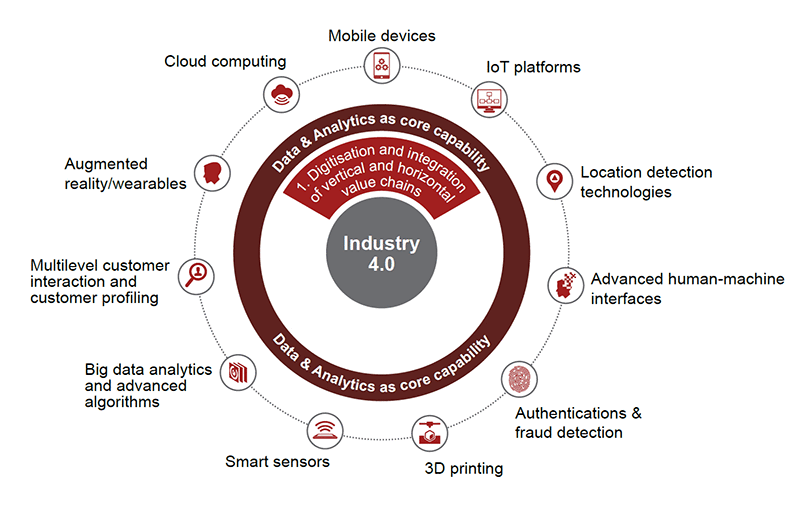 Mobile devices
Cloud computing
IoT platforms
Data & Analytics as core capability
1. Digitisation and integration
of vertical and horizontal
value chains
Augmented
reality/wearables
Location detection
technologies
Industry
4.0
Multilevel customer
interaction and
customer profiling
Advanced human-machine
interfaces
Data & Analytics as core capability
Big data analytics
and advanced
algorithms
Authentications &
fraud detection
Smart sensors
3D printing